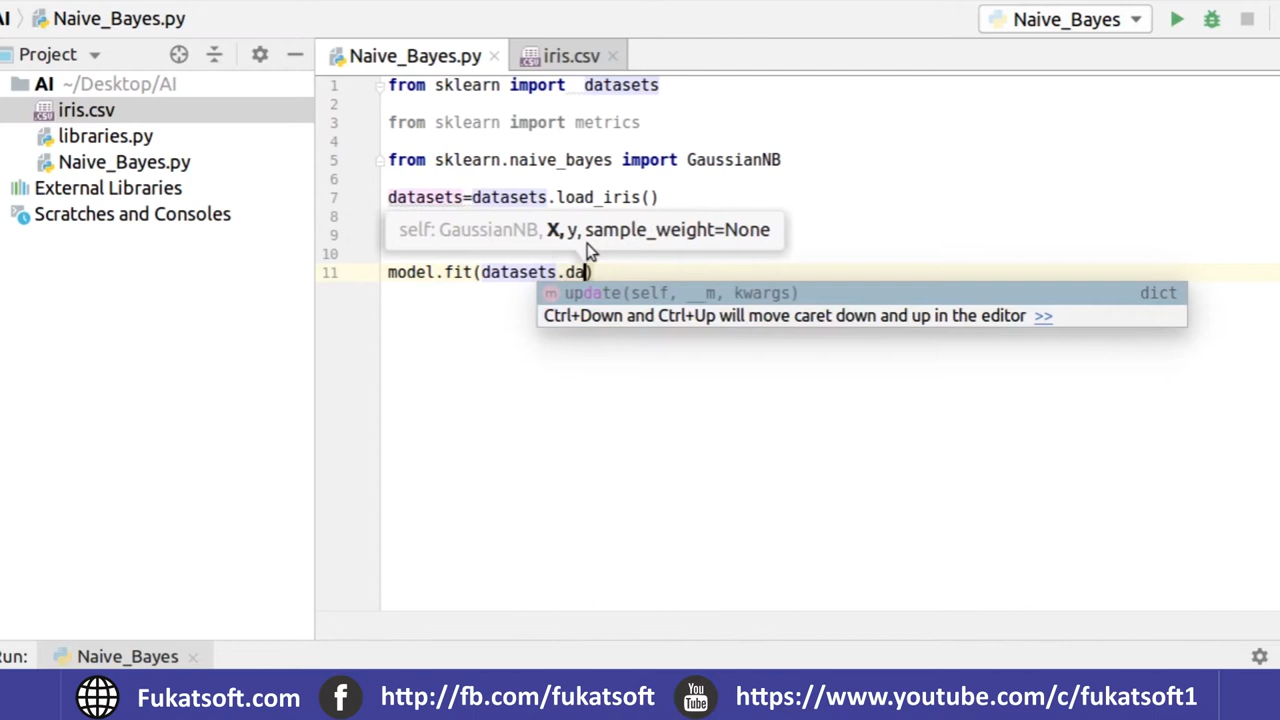 AI Naive_Bayes.py
Naive_Bayes
Project
Naive_Bayes.py
iris.csv
AI ~/Desktop/AI
iris.csv
libraries.py
Naive_Bayes.py
External Libraries
Scratches and Consoles
1 from sklearn import datasets
2
3 from sklearn import metrics
4
5 from sklearn.naive_bayes import GaussianNB
6
7 datasets=datasets.load_iris()
8
9
self: GaussianNB, X, y, sample_weight=None
10
11 model.fit(datasets.da)
m update(self, __m, kwargs) dict
Ctrl+Down and Ctrl+Up will move caret down and up in the editor >>
Run: Naive_Bayes
Fukatsoft.com
f http://fb.com/fukatsoft
You Tube https://www.youtube.com/c/fukatsoft1